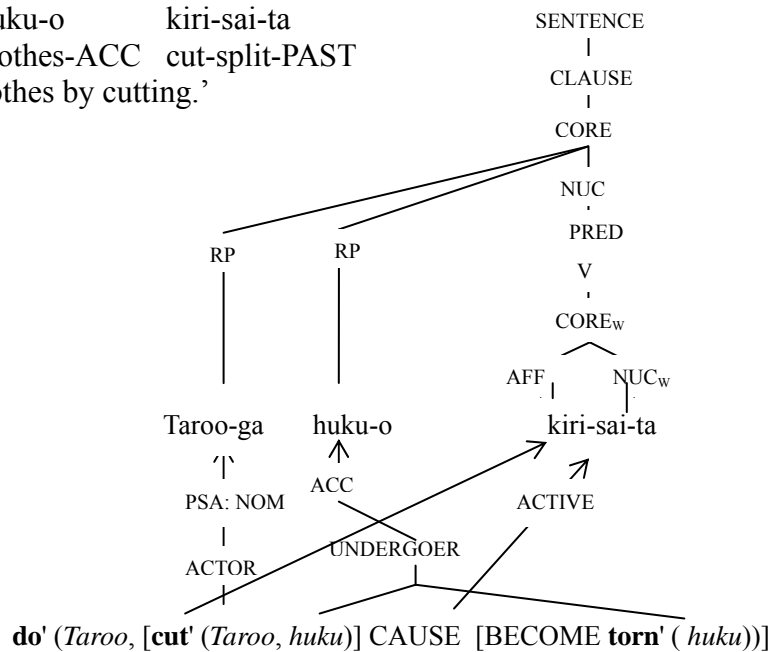 uku-o kiri-sai-ta
othes-ACC cut-split-PAST
othes by cutting.’
SENTENCE
CLAUSE
CORE
NUC
PRED
RP RP
V
COREW
AFF NUCW
Taroo-ga huku-o kiri-sai-ta
PSA: NOM ACC ACTIVE
UNDERGOER
ACTOR
do' (Taroo, [cut' (Taroo, huku)] CAUSE [BECOME torn' ( huku))]